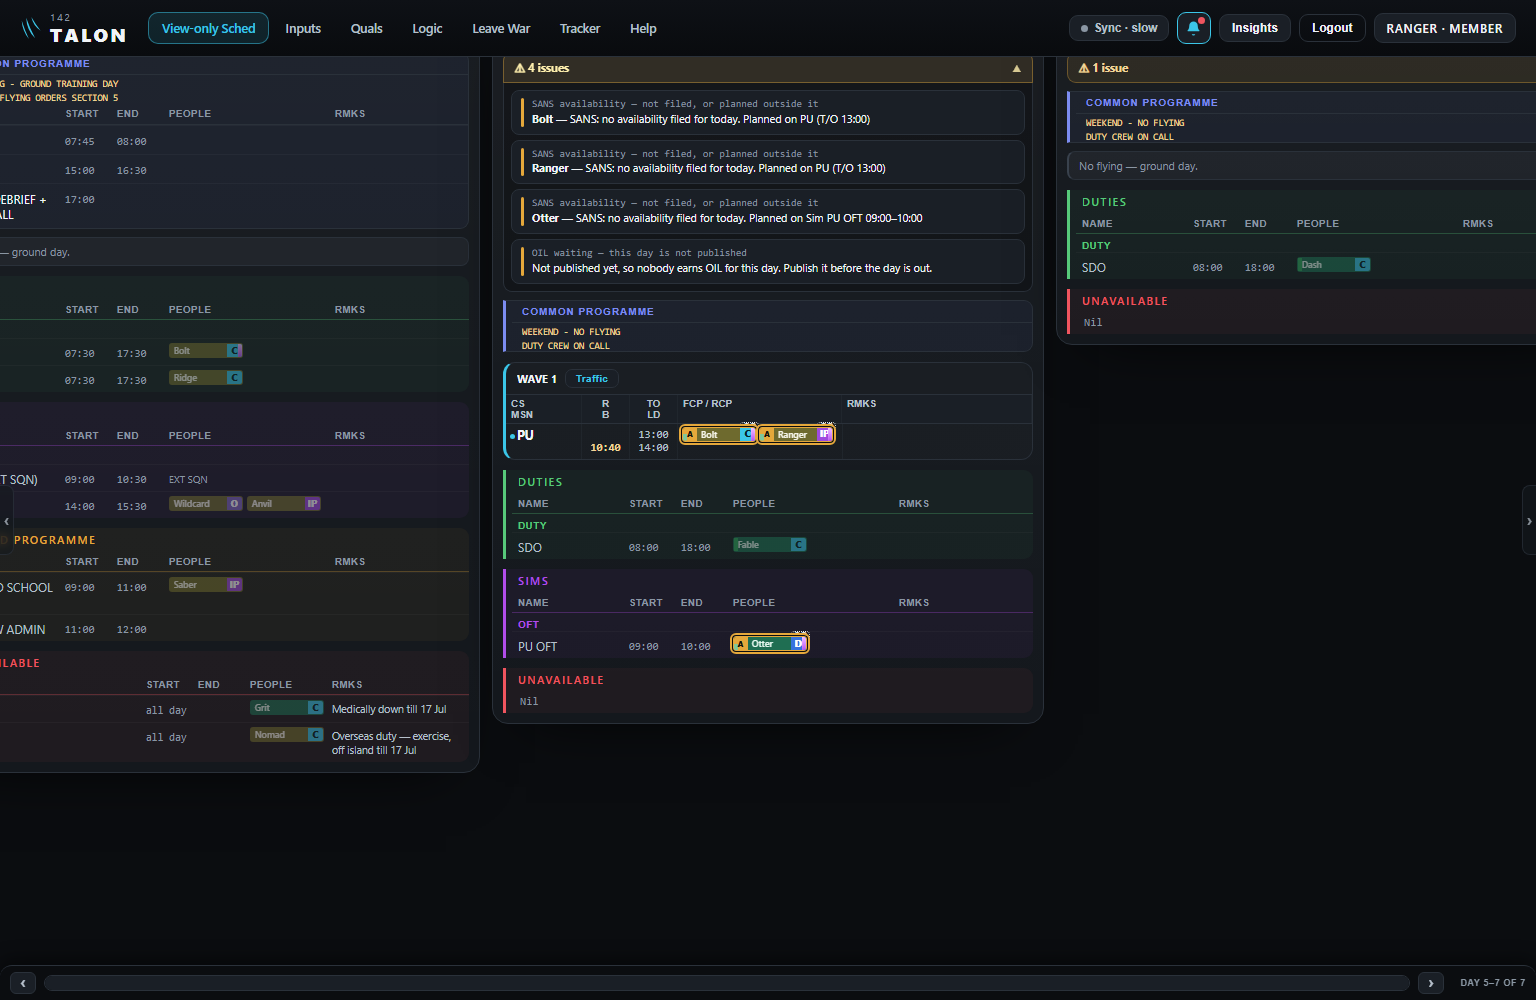 142
TALON
View-only Sched
Inputs
Quals
Logic
Leave War
Tracker
Help
Sync · slow
Insights
Logout
RANGER · MEMBER
ON PROGRAMME
G - GROUND TRAINING DAY
FLYING ORDERS SECTION 5
START END PEOPLE RMKS
07:45 08:00
15:00 16:30
EBRIEF + 17:00
ALL
— ground day.
START END PEOPLE RMKS
07:30 17:30 Bolt C
07:30 17:30 Ridge C
START END PEOPLE RMKS
T SQN) 09:00 10:30 EXT SQN
14:00 15:30 Wildcard O Anvil IP
PROGRAMME
START END PEOPLE RMKS
O SCHOOL 09:00 11:00 Saber IP
ADMIN 11:00 12:00
ILABLE
START END PEOPLE RMKS
all day Grit C Medically down till 17 Jul
all day Nomad C Overseas duty — exercise,
off island till 17 Jul
⚠ 4 issues ▲
SANS availability — not filed, or planned outside it
Bolt — SANS: no availability filed for today. Planned on PU (T/O 13:00)
SANS availability — not filed, or planned outside it
Ranger — SANS: no availability filed for today. Planned on PU (T/O 13:00)
SANS availability — not filed, or planned outside it
Otter — SANS: no availability filed for today. Planned on Sim PU OFT 09:00–10:00
OIL waiting — this day is not published
Not published yet, so nobody earns OIL for this day. Publish it before the day is out.
COMMON PROGRAMME
WEEKEND - NO FLYING
DUTY CREW ON CALL
WAVE 1 Traffic
CS R TO FCP / RCP RMKS
MSN B LD
PU 13:00 A Bolt C A Ranger IP
10:40 14:00
DUTIES
NAME START END PEOPLE RMKS
DUTY
SDO 08:00 18:00 Fable C
SIMS
NAME START END PEOPLE RMKS
OFT
PU OFT 09:00 10:00 A Otter D
UNAVAILABLE
Nil
⚠ 1 issue
COMMON PROGRAMME
WEEKEND - NO FLYING
DUTY CREW ON CALL
No flying — ground day.
DUTIES
NAME START END PEOPLE RMKS
DUTY
SDO 08:00 18:00 Dash C
UNAVAILABLE
Nil
‹
›
‹
›
DAY 5–7 OF 7